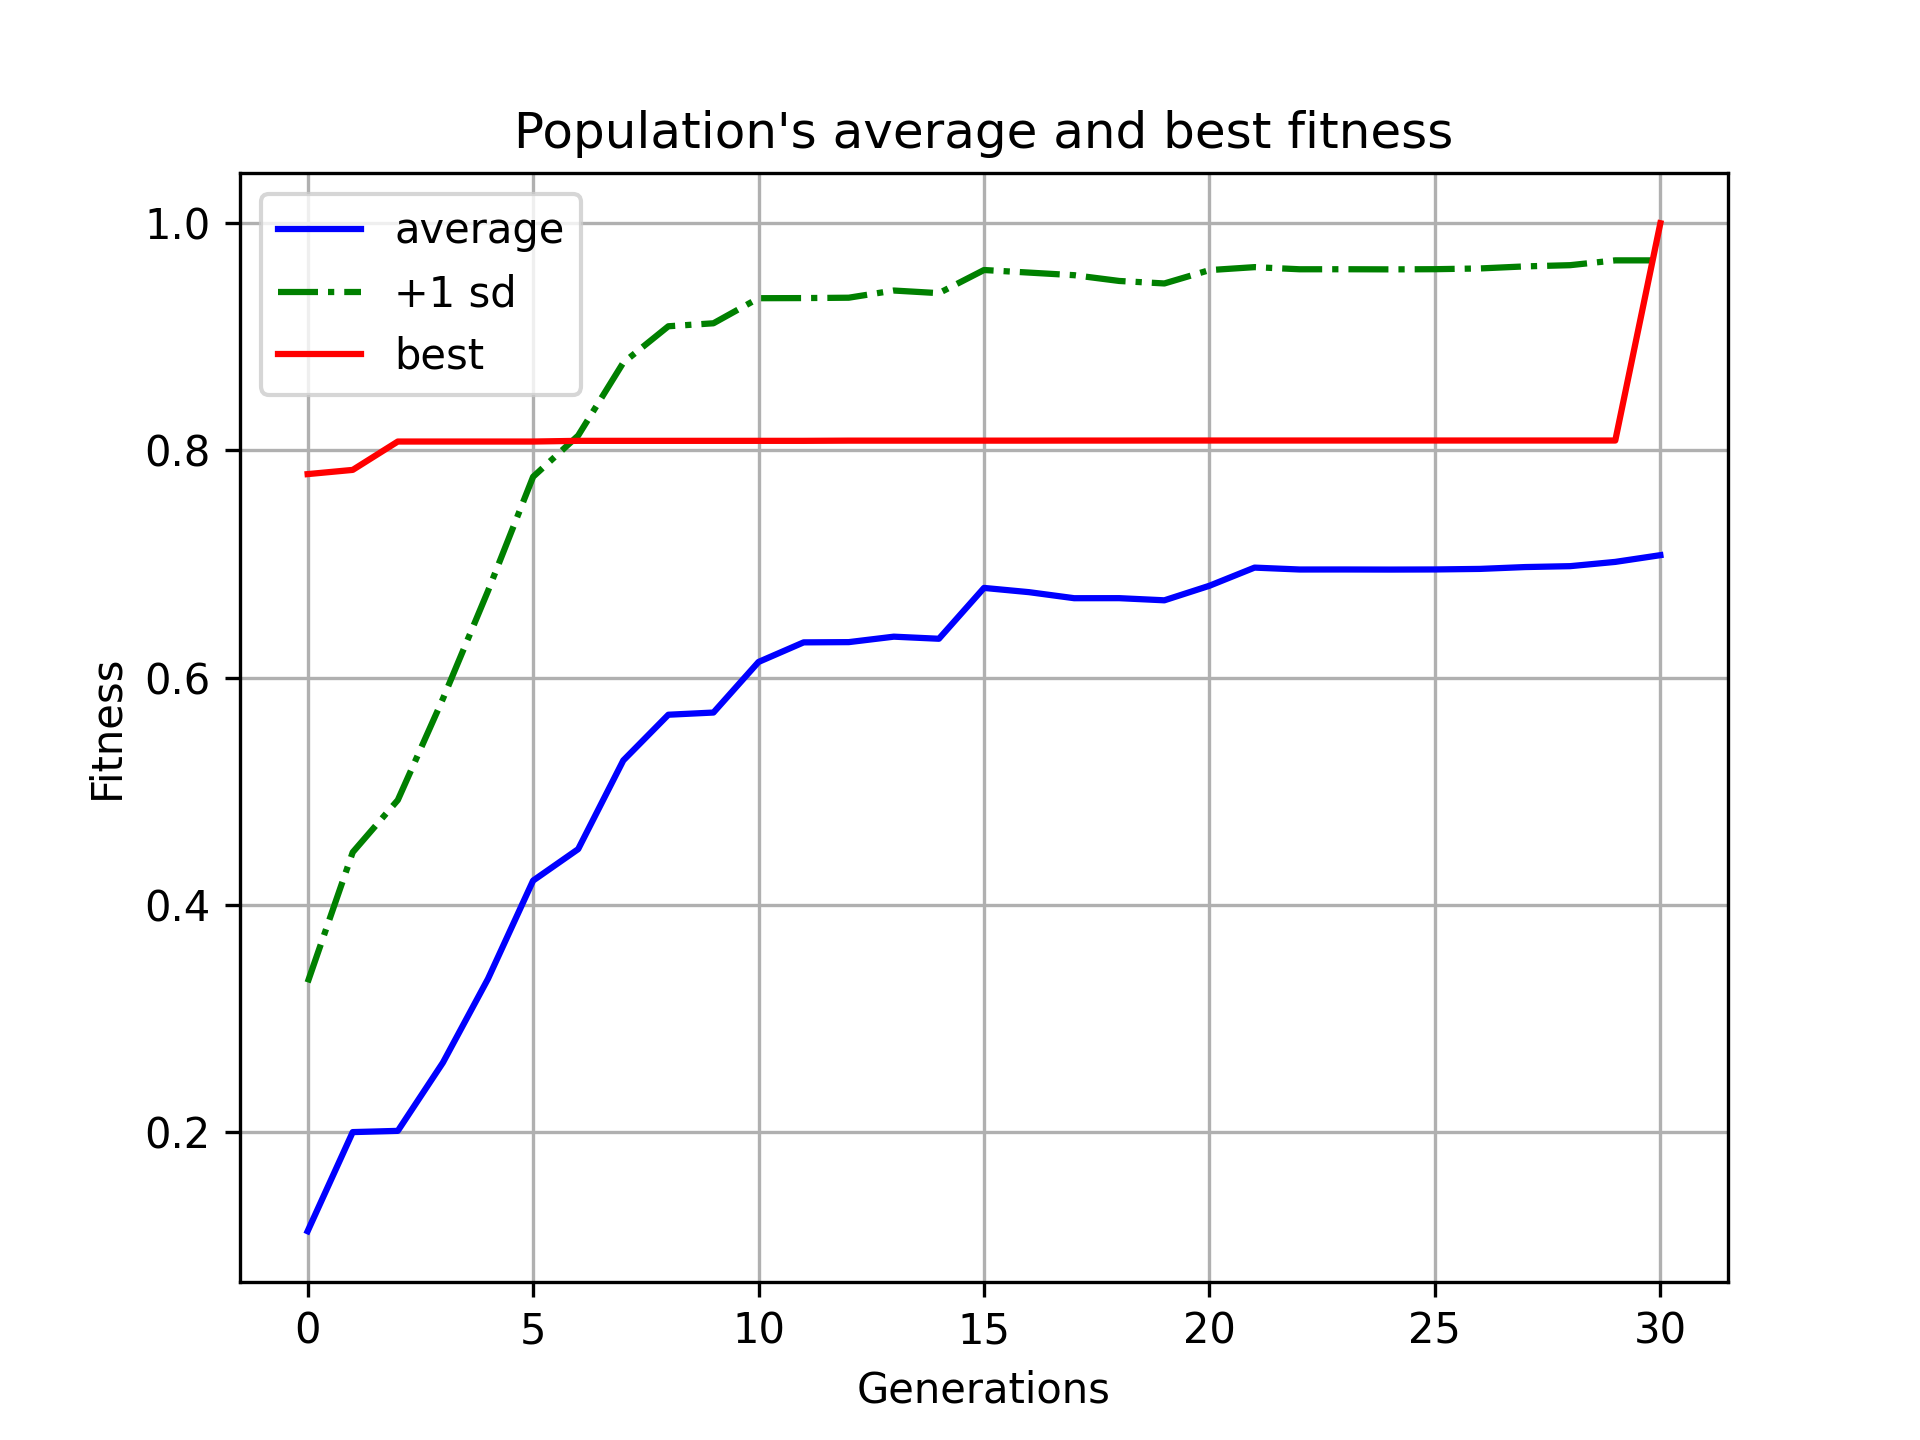 Population's average and best fitness
average
+1 sd
best
1.0
0.8
0.6
0.4
0.2
Fitness
0 5 10 15 20 25 30
Generations